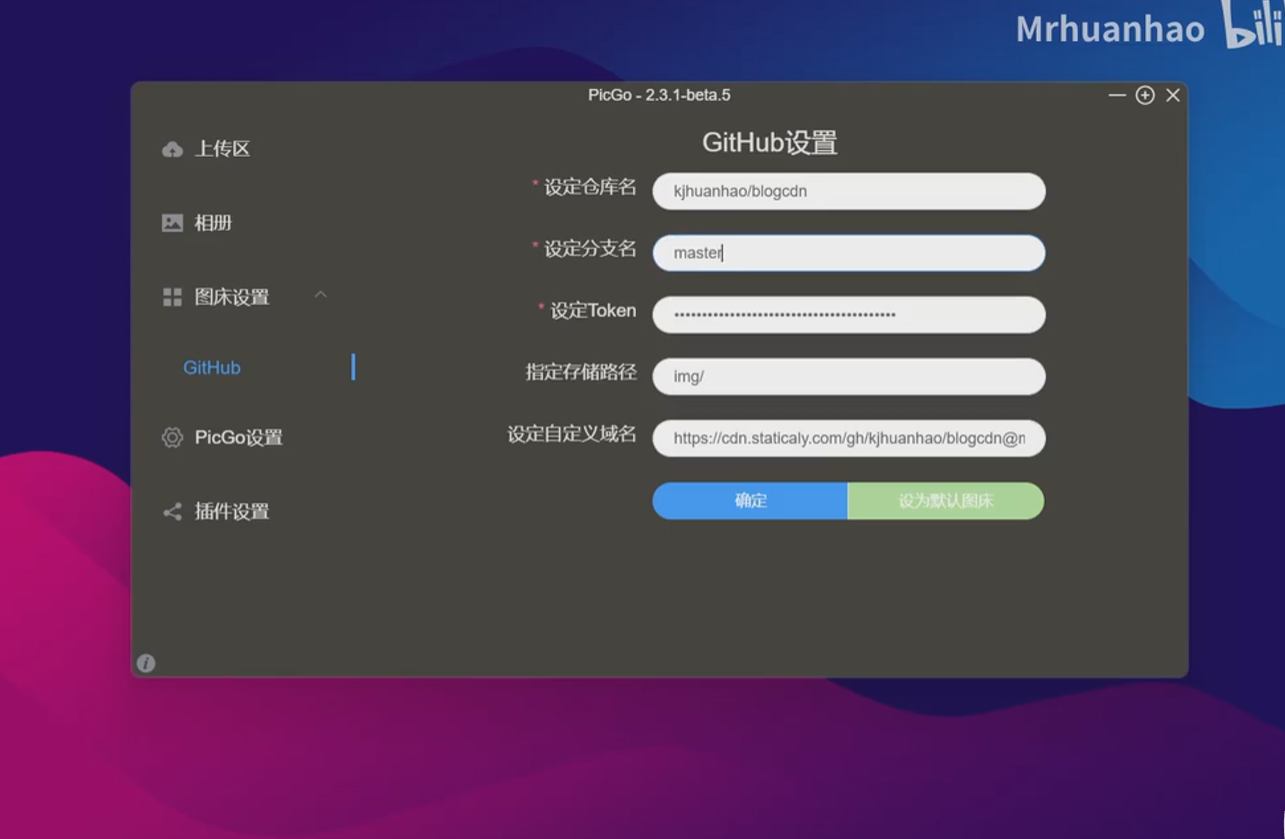 Mrhuanhao bili
PicGo - 2.3.1-beta.5
上传区
相册
图床设置
GitHub
PicGo设置
插件设置
GitHub设置
* 设定仓库名 kjhuanhao/blogcdn
* 设定分支名 master
* 设定Token ••••••••••••••••••••••••••••••••••••••••
指定存储路径 img/
设定自定义域名 https://cdn.staticaly.com/gh/kjhuanhao/blogcdn@
确定 设为默认图床